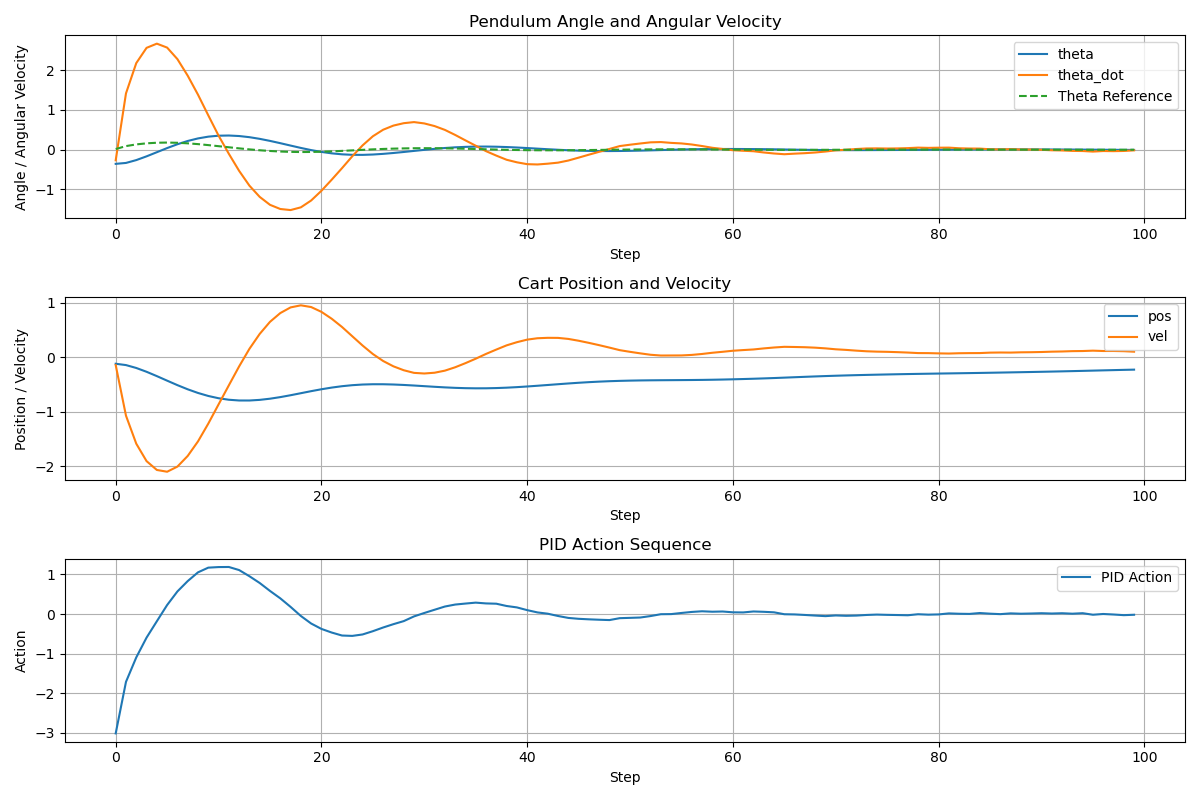 Pendulum Angle and Angular Velocity
Angle / Angular Velocity
2
1
0
−1
theta
theta_dot
Theta Reference
0 20 40 60 80 100
Step
Cart Position and Velocity
Position / Velocity
1
0
−1
−2
pos
vel
0 20 40 60 80 100
Step
PID Action Sequence
Action
1
0
−1
−2
−3
PID Action
0 20 40 60 80 100
Step